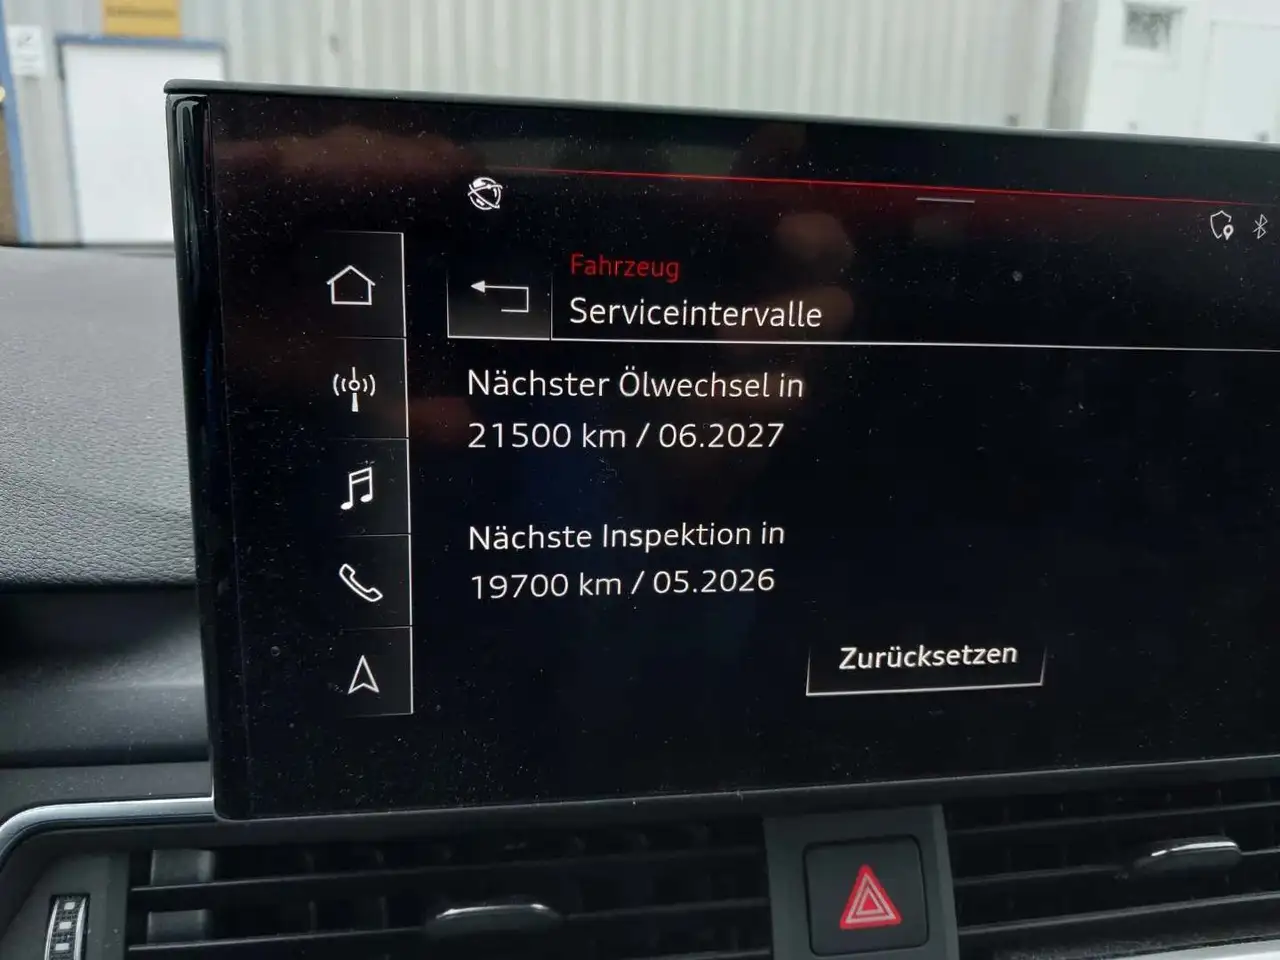 Fahrzeug
Serviceintervalle
Nächster Ölwechsel in
21500 km / 06.2027
Nächste Inspektion in
19700 km / 05.2026
Zurücksetzen